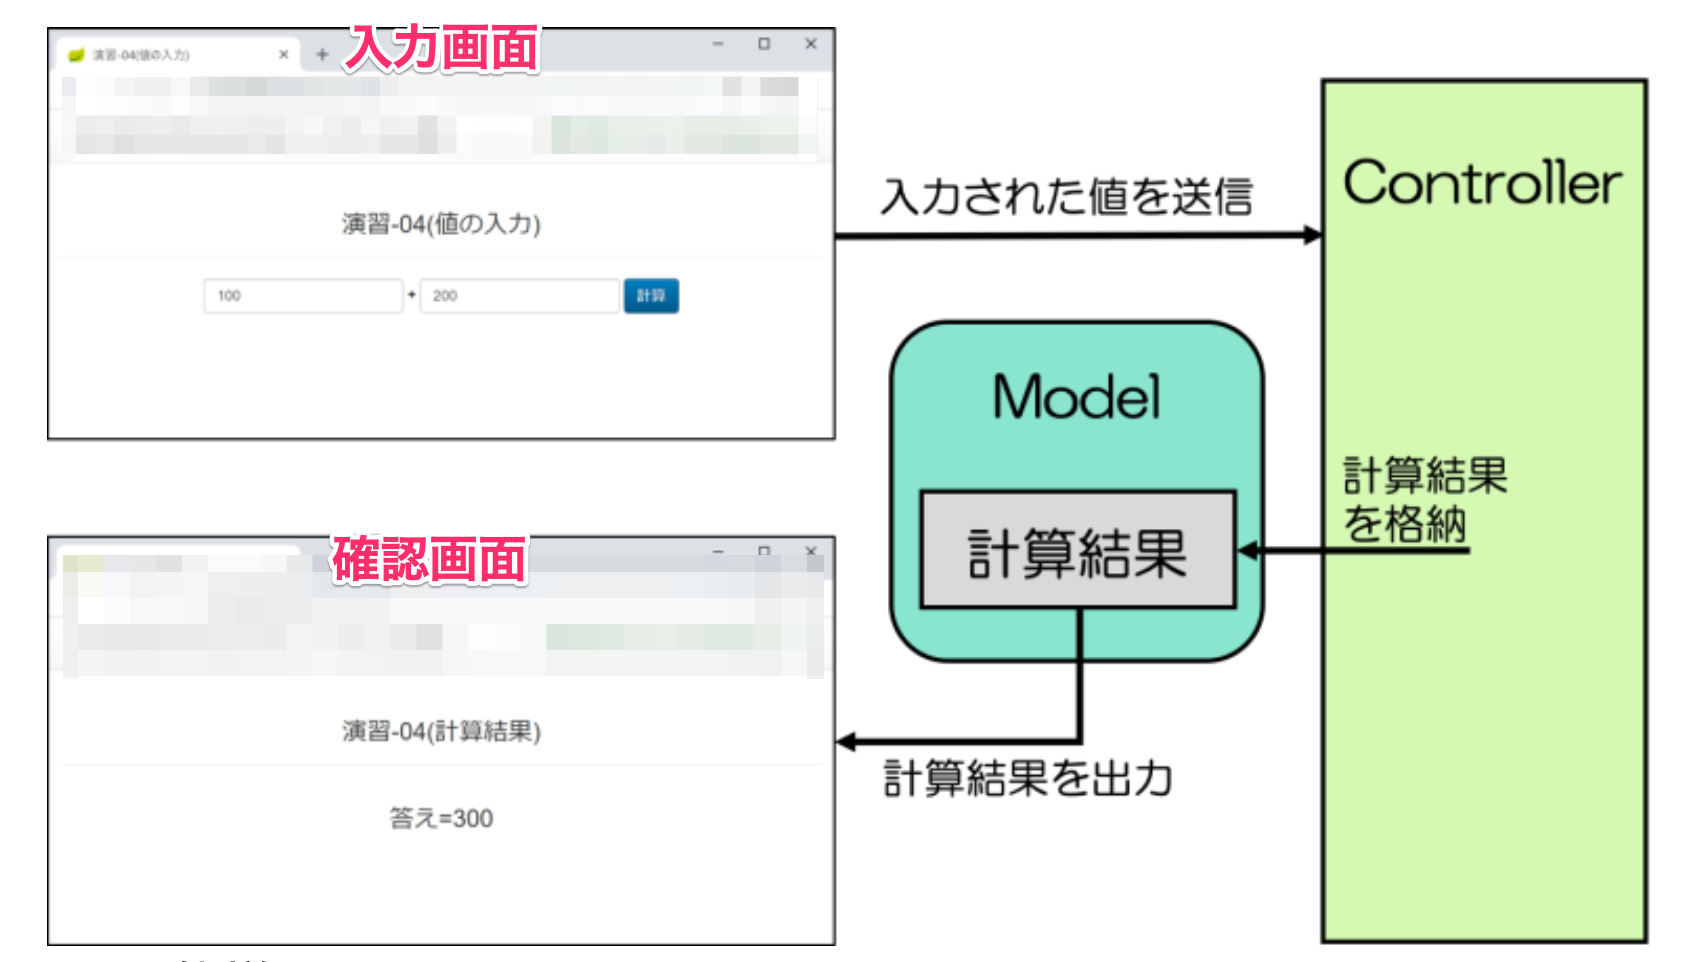 入力画面
演習-04(値の入力)
演習-04(値の入力)
100 + 200 計算
入力された値を送信
Controller
Model
計算結果
計算結果
を格納
確認画面
演習-04(計算結果)
答え=300
計算結果を出力